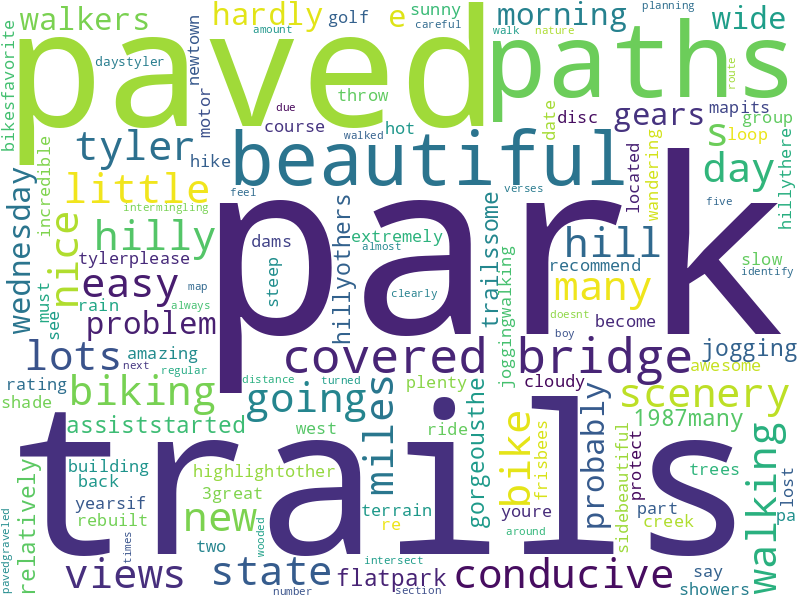 walkers
hardly
e
golf
sunny
careful
morning
planning
wide
amount
walk
nature
paved
paths
bikesfavorite
daystyler
newtown
motor
throw
route
due
course
hot
walked
date
disc
gears
mapits
group
s
loop
tyler
hike
beautiful
incredible
located
wandering
day
hillythere
little
feel
verses
five
wednesday
nice
intermingling
park
hilly
dams
hillyothers
extremely
almost
trailssome
hill
slow
identify
tylerplease
steep
recommend
easy
map
clearly
many
must
see
rain
always
doesnt
problem
boy
become
lots
next
amazing
regular
covered bridge
joggingwalking
jogging
awesome
rating
shade
biking
distance
turned
plenty
cloudy
scenery
going
miles
gorgeousthe
bike
frisbees
probably
1987many
assiststarted
west
ride
sidebeautiful
protect
walking
trails
relatively
building
back
highlightother
trees
lost
yearsif
3great
terrain
youre
part
pa
rebuilt
new
re
around
creek
pavedgraveled
times
two
wooded
intersect
views
state
flatpark
conducive
say
showers
number
section